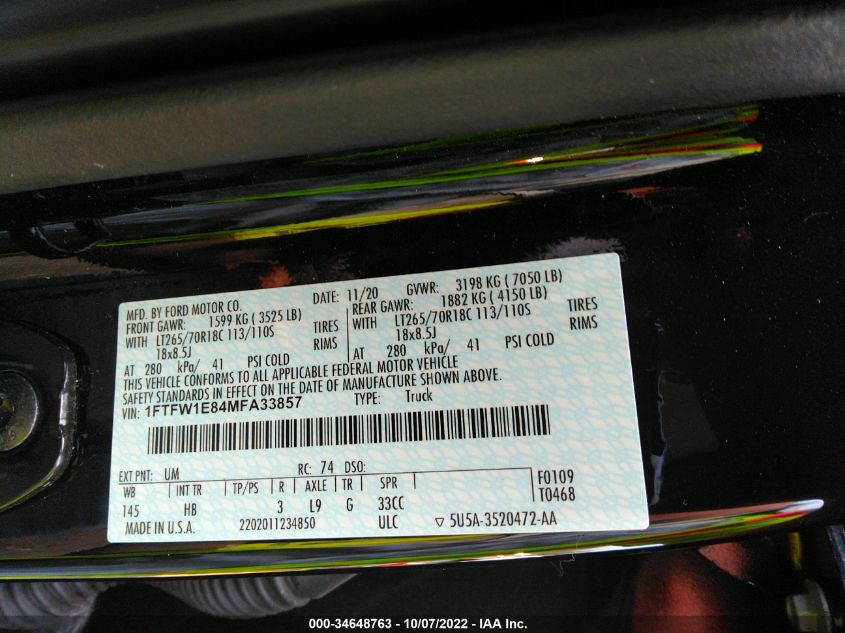 MFD. BY FORD MOTOR CO. DATE: 11/20 GVWR: 3198 KG ( 7050 LB)
FRONT GAWR: 1599 KG ( 3525 LB) REAR GAWR: 1882 KG ( 4150 LB)
WITH LT265/70R18C 113/110S TIRES WITH LT265/70R18C 113/110S TIRES
18x8.5J RIMS 18x8.5J RIMS
AT 280 kPa/ 41 PSI COLD AT 280 kPa/ 41 PSI COLD
THIS VEHICLE CONFORMS TO ALL APPLICABLE FEDERAL MOTOR VEHICLE
SAFETY STANDARDS IN EFFECT ON THE DATE OF MANUFACTURE SHOWN ABOVE.
VIN: 1FTFW1E84MFA33857 TYPE: Truck
EXT PNT: UM RC: 74 DSO:
WB INT TR TP/PS R AXLE TR SPR F0109
145 HB 3 L9 G 33CC T0468
MADE IN U.S.A. 2202011234850 ULC ▽ 5U5A-3520472-AA
000-34648763 - 10/07/2022 - IAA Inc.